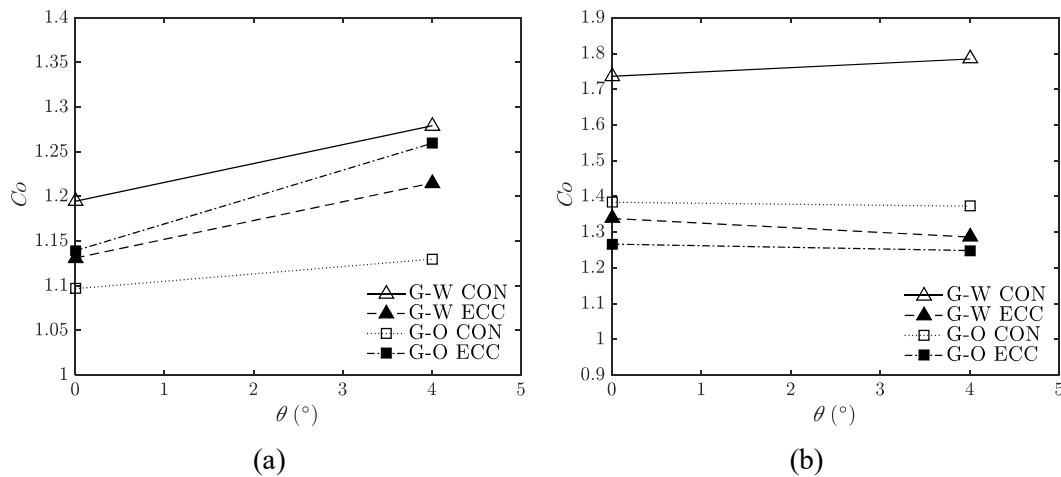 1.4
1.35
1.3
1.25
1.2
1.15
1.1
1.05
1
Co
0 1 2 3 4 5
θ (°)
G-W CON
G-W ECC
G-O CON
G-O ECC
(a)
1.9
1.8
1.7
1.6
1.5
1.4
1.3
1.2
1.1
1
0.9
Co
0 1 2 3 4 5
θ (°)
G-W CON
G-W ECC
G-O CON
G-O ECC
(b)